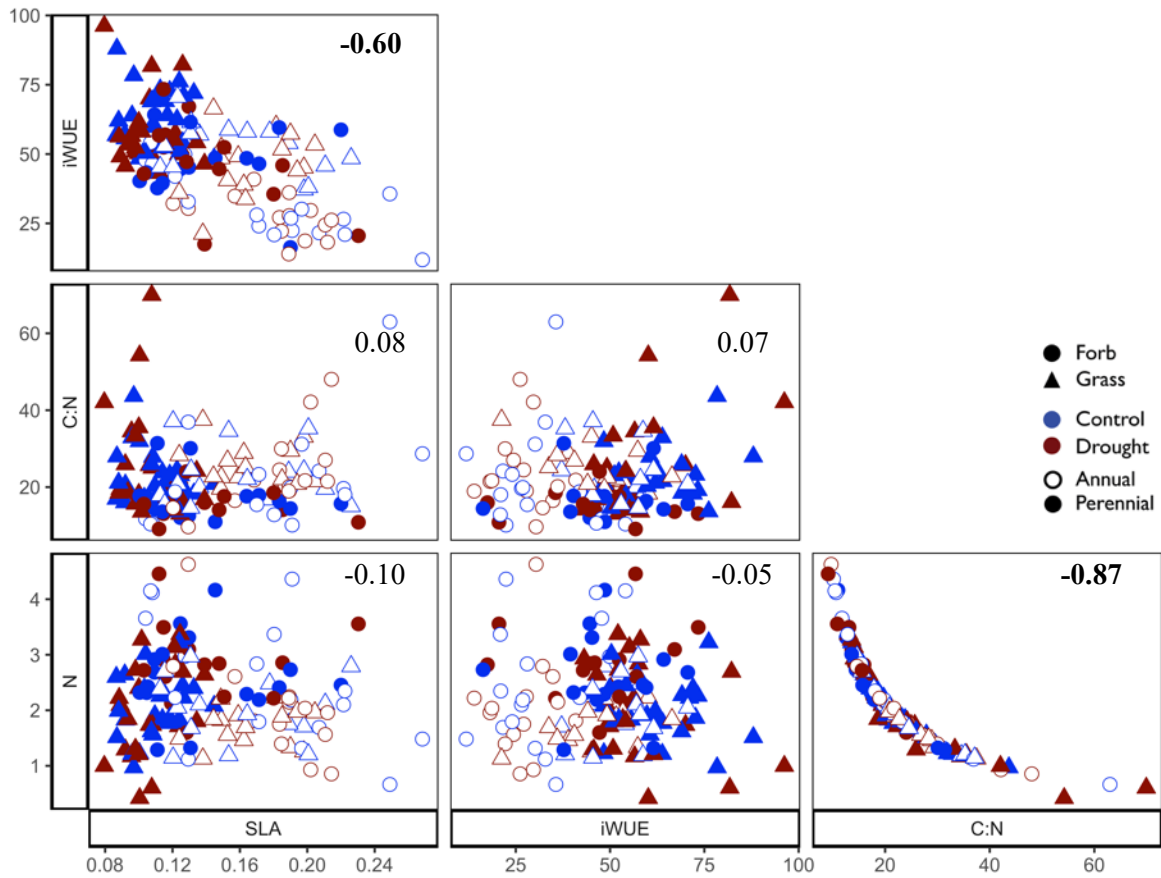 100
75
50
25
iWUE
-0.60
60
40
20
C:N
0.08
0.07
Forb
Grass
Control
Drought
Annual
Perennial
4
3
2
1
N
-0.10
-0.05
-0.87
SLA
iWUE
C:N
0.08 0.12 0.16 0.20 0.24
25 50 75 100
20 40 60